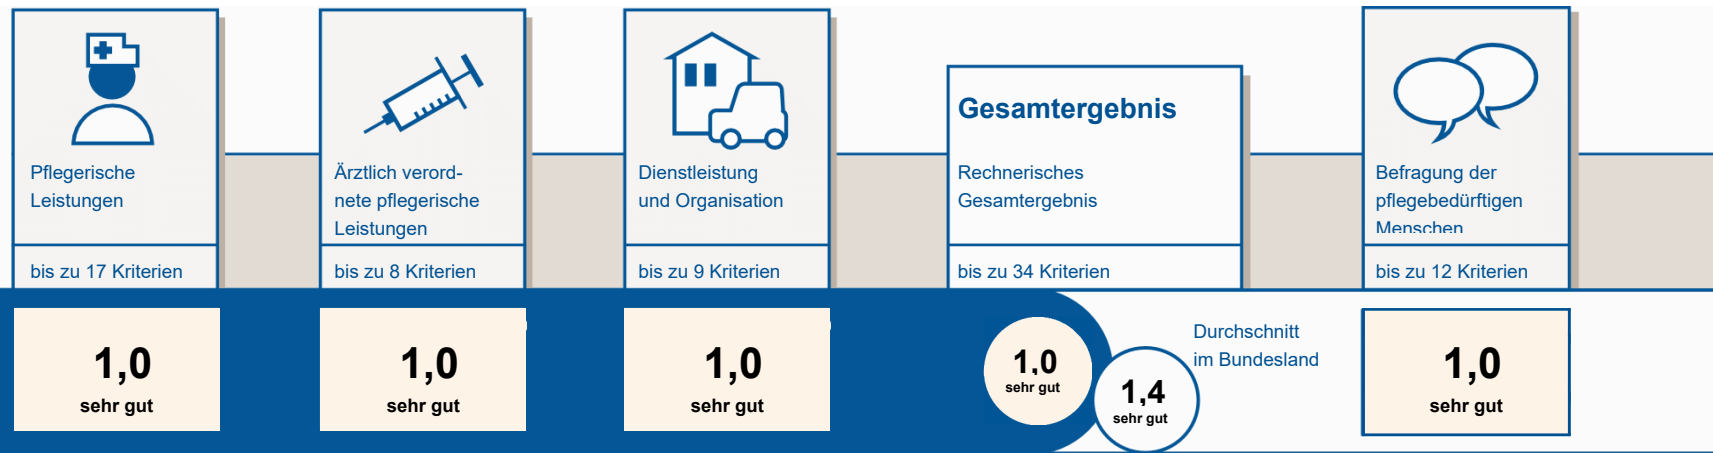 Pflegerische
Leistungen
bis zu 17 Kriterien
1,0
sehr gut
Ärztlich verord-
nete pflegerische
Leistungen
bis zu 8 Kriterien
1,0
sehr gut
Dienstleistung
und Organisation
bis zu 9 Kriterien
1,0
sehr gut
Gesamtergebnis
Rechnerisches
Gesamtergebnis
bis zu 34 Kriterien
1,0
sehr gut
1,4
sehr gut
Durchschnitt
im Bundesland
Befragung der
pflegebedürftigen
Menschen
bis zu 12 Kriterien
1,0
sehr gut